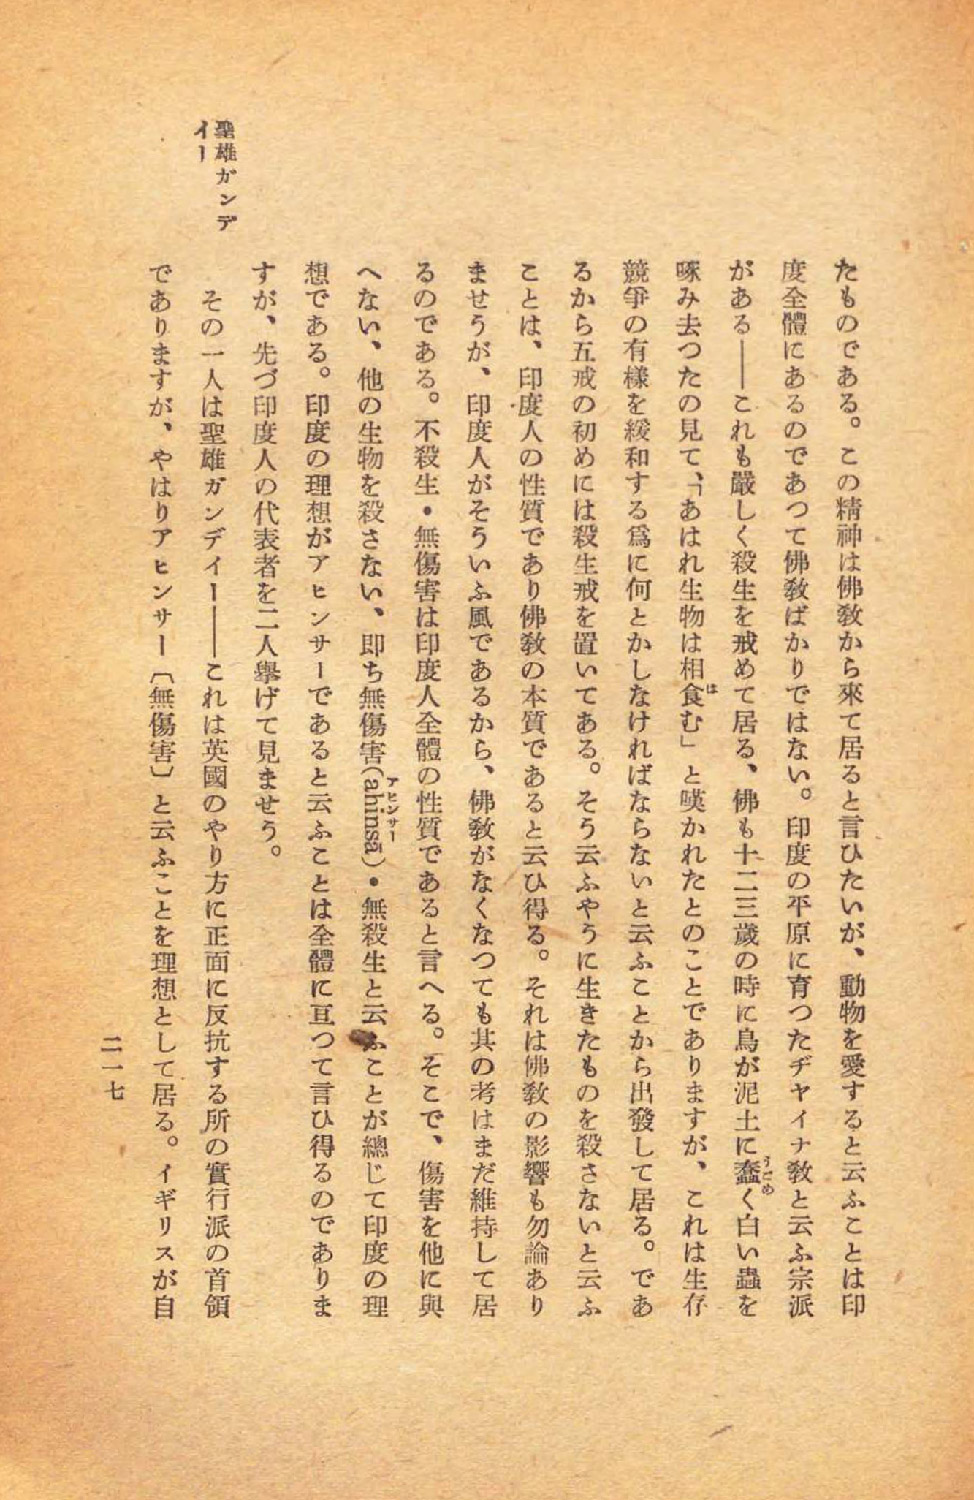 たものである。この精神は佛敎から來て居ると言ひたいが、動物を愛すると云ふことは印
度全體にあるのであつて佛敎ばかりではない。印度の平原に育つたヂヤイナ敎と云ふ宗派
がある――これも嚴しく殺生を戒めて居る、佛も十二三歲の時に鳥が泥土に蠢く白い蟲を
うごめ
啄み去つたの見て、「あはれ生物は相食む」と嘆かれたとのことでありますが、これは生存
は
競爭の有樣を緩和する爲に何とかしなければならないと云ふことから出發して居る。であ
るから五戒の初めには殺生戒を置いてある。そう云ふやうに生きたものを殺さないと云ふ
ことは、印度人の性質であり佛敎の本質であると云ひ得る。それは佛敎の影響も勿論あり
ませうが、印度人がそういふ風であるから、佛敎がなくなつても其の考はまだ維持して居
るのである。不殺生・無傷害は印度人全體の性質であると言へる。そこで、傷害を他に與
へない、他の生物を殺さない、即ち無傷害(ahinsā)・無殺生と云ふことが總じて印度の理
アヒンサー
想である。印度の理想がアヒンサーであると云ふことは全體に亙つて言ひ得るのでありま
すが、先づ印度人の代表者を二人擧げて見ませう。
聖雄ガンデ
イー
その一人は聖雄ガンデイー――これは英國のやり方に正面に反抗する所の實行派の首領
でありますが、やはりアヒンサー〔無傷害〕と云ふことを理想として居る。イギリスが自
二一七